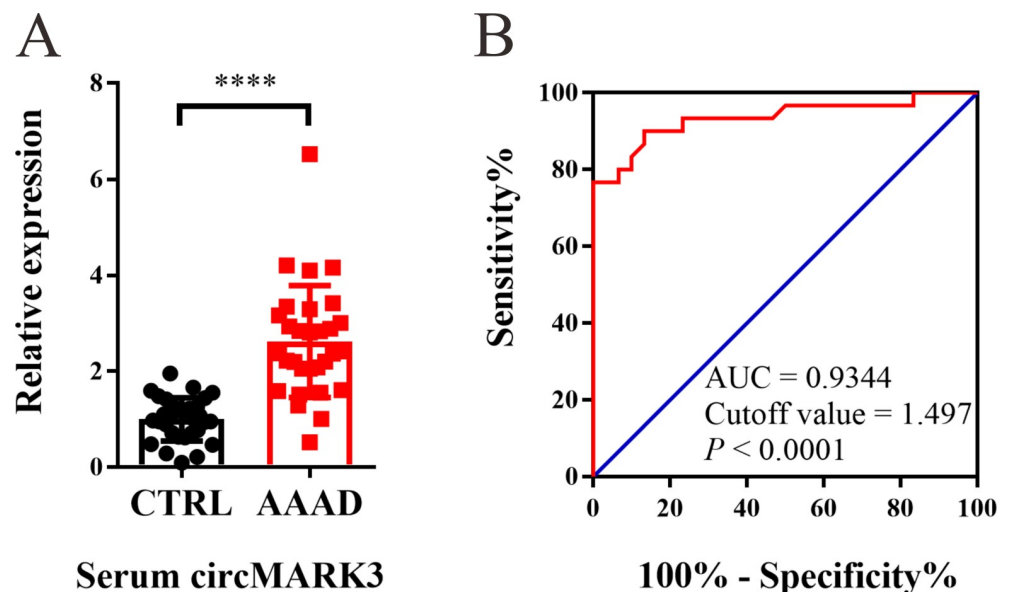 A
B
****
8
6
4
2
0
Relative expression
CTRL AAAD
Serum circMARK3
100
80
60
40
20
0
Sensitivity%
AUC = 0.9344
Cutoff value = 1.497
P < 0.0001
0 20 40 60 80 100
100% - Specificity%